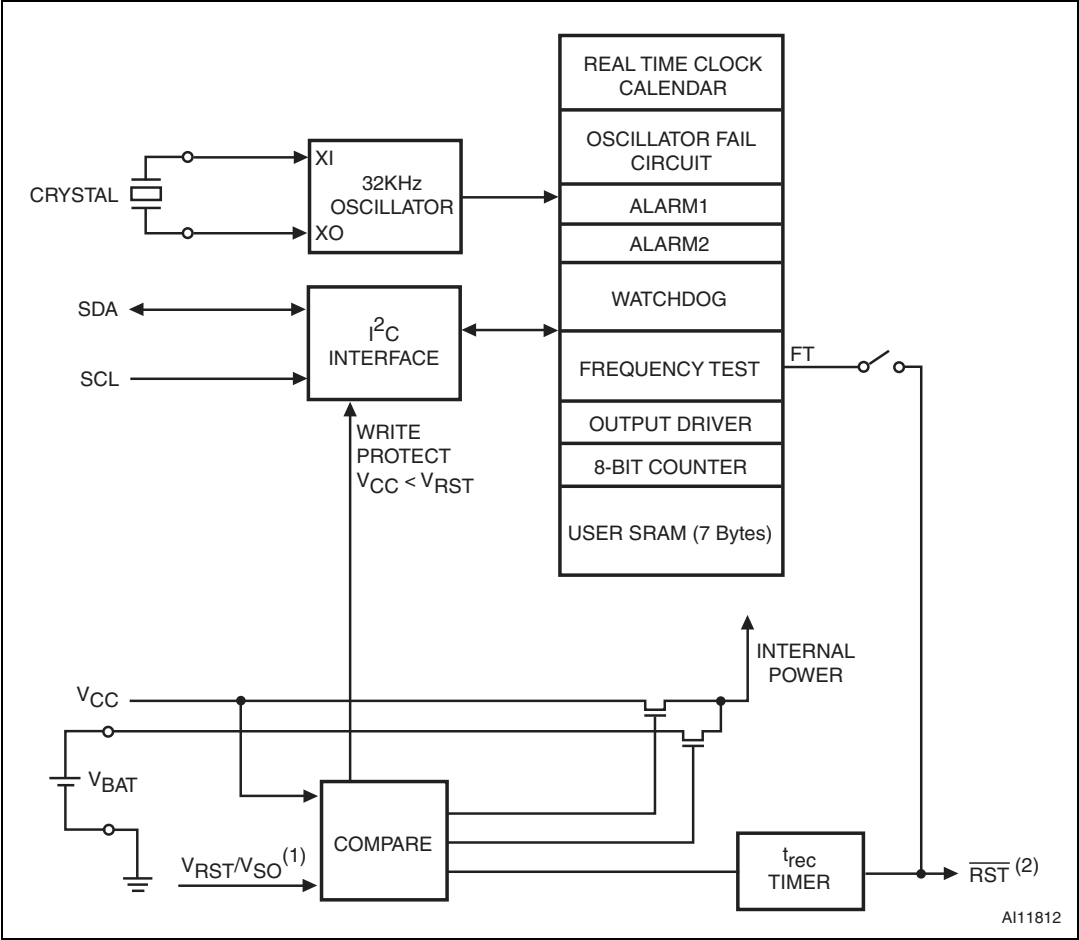 REAL TIME CLOCK
CALENDAR
OSCILLATOR FAIL
CIRCUIT
ALARM1
ALARM2
WATCHDOG
FREQUENCY TEST
OUTPUT DRIVER
8-BIT COUNTER
USER SRAM (7 Bytes)
CRYSTAL
XI
32KHz
OSCILLATOR
XO
SDA
SCL
I2C
INTERFACE
FT
WRITE
PROTECT
VCC < VRST
INTERNAL
POWER
VCC
VBAT
VRST/VSO(1)
COMPARE
trec
TIMER
RST (2)
AI11812